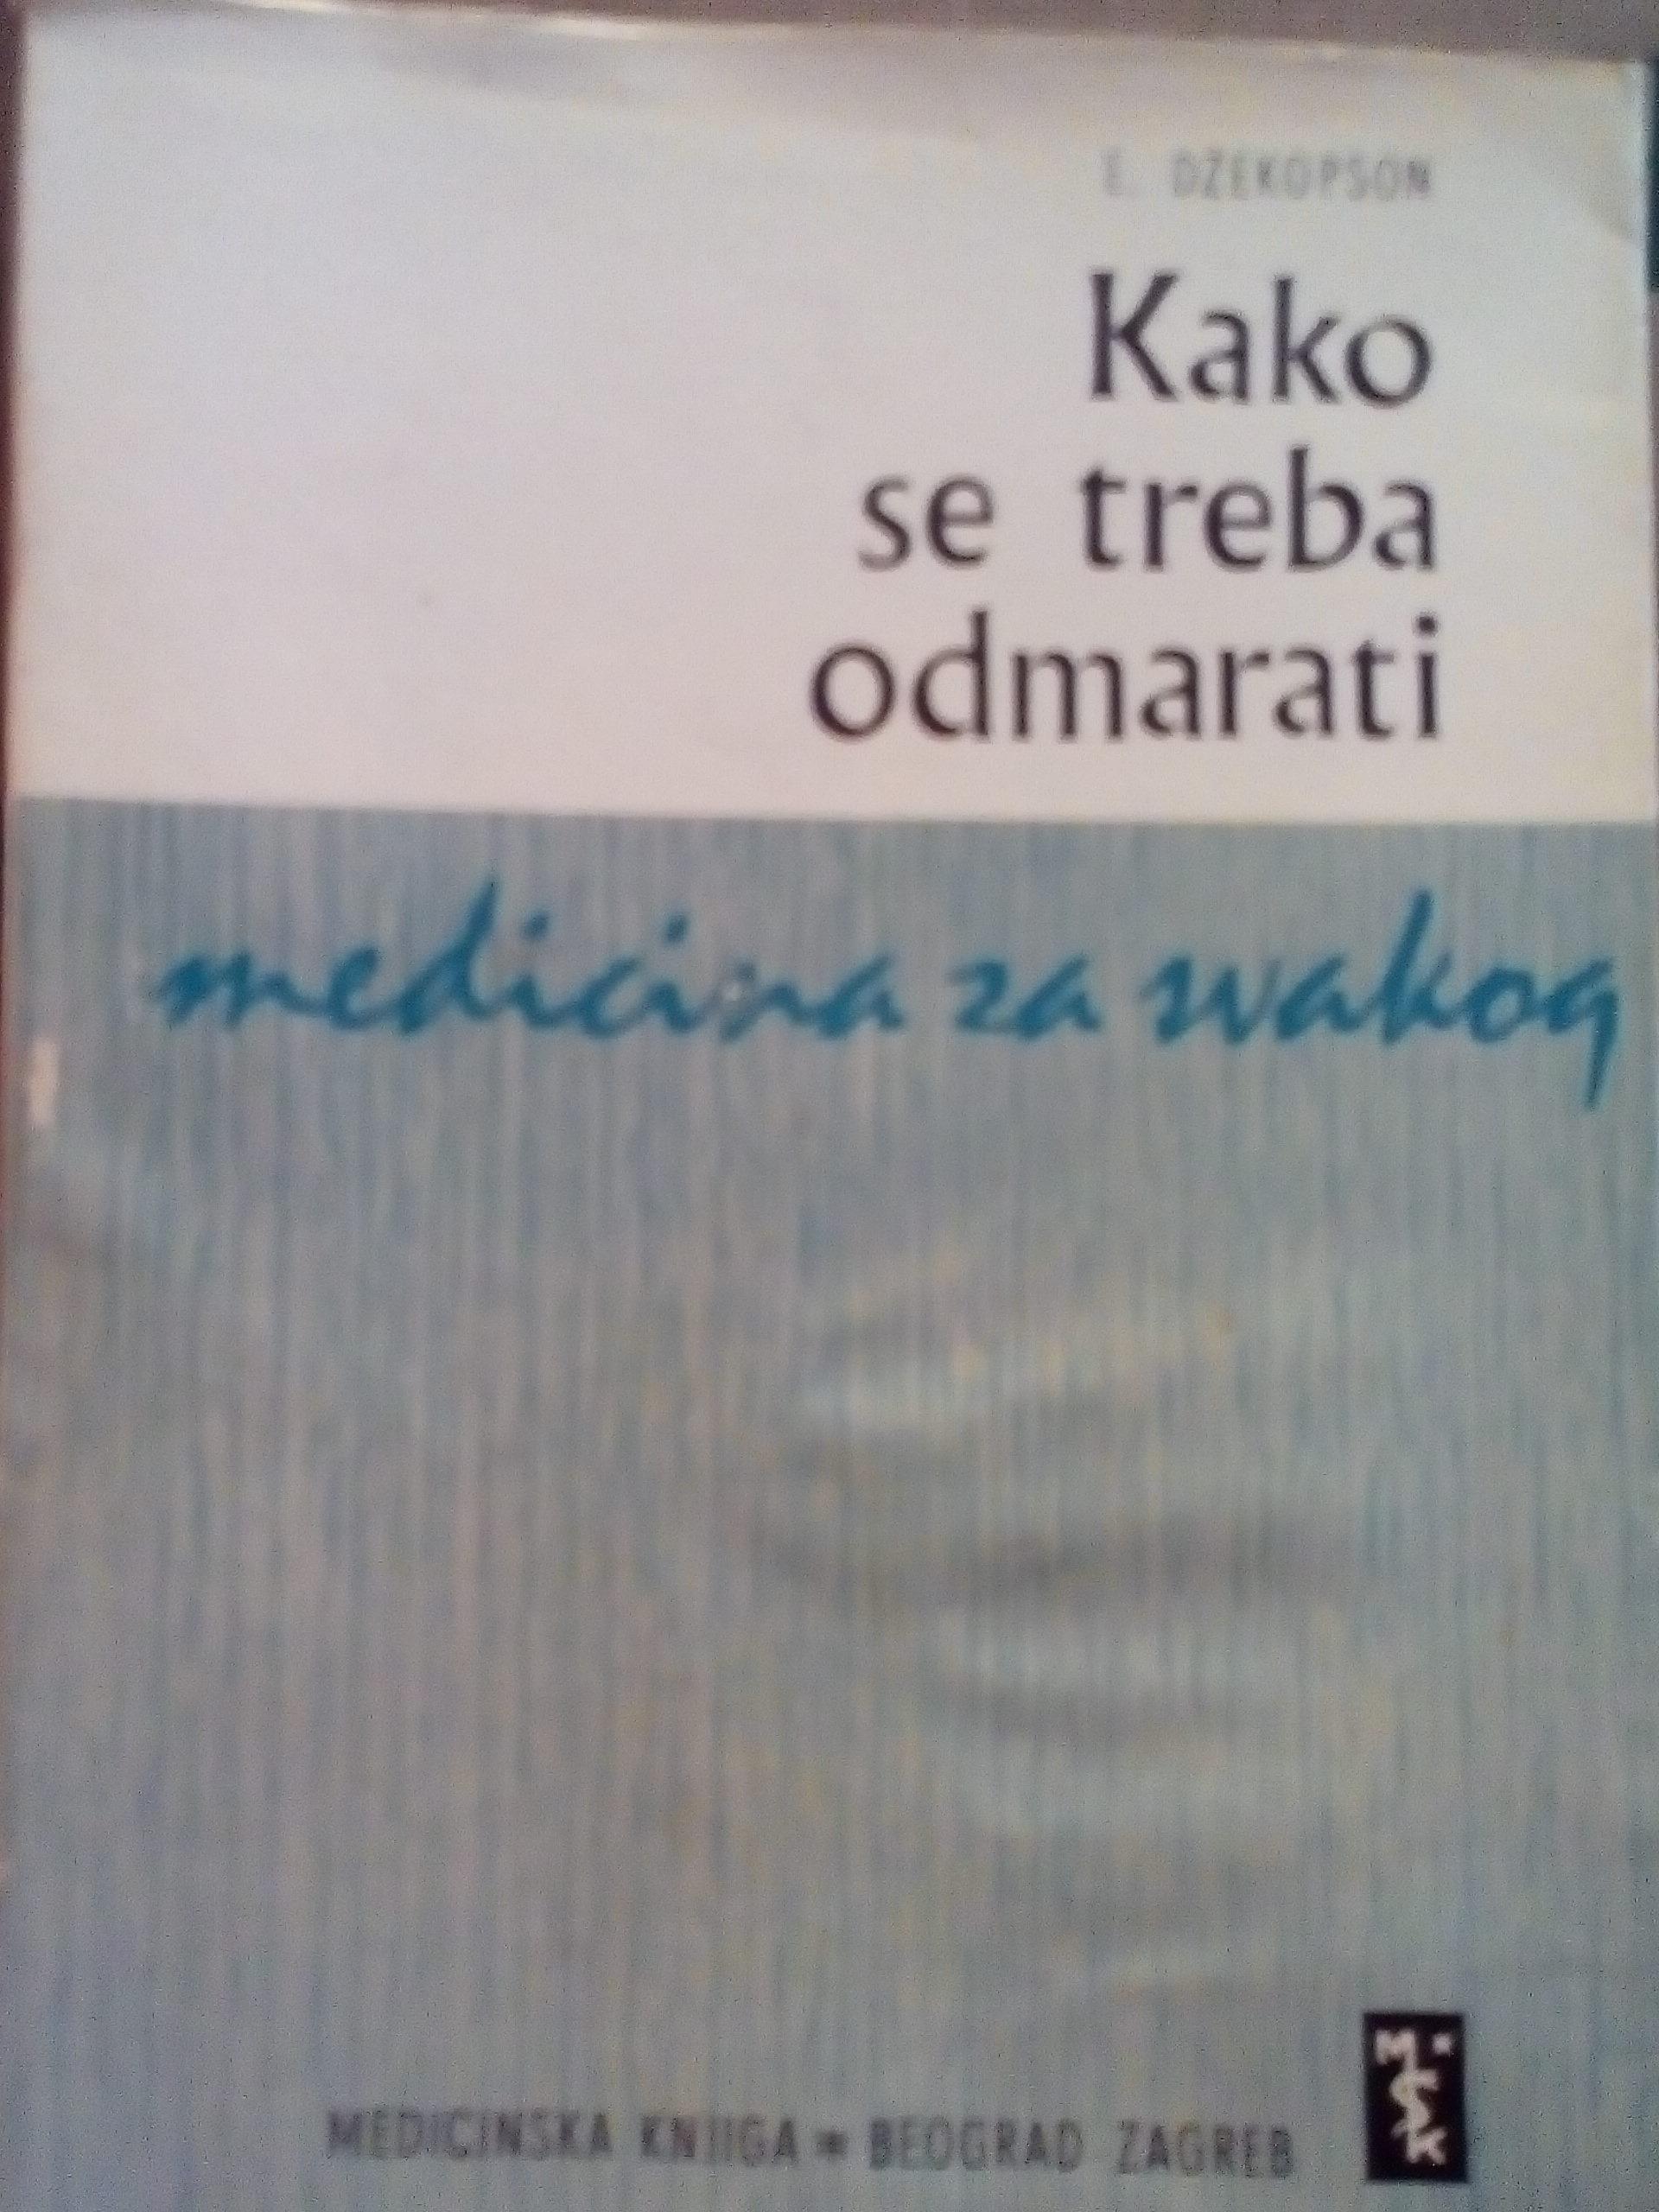 E. DŽEKOPSON
Kako
se treba
odmarati
medicina za svakog
MEDICINSKA KNJIGA - BEOGRAD ZAGREB
M
S
K